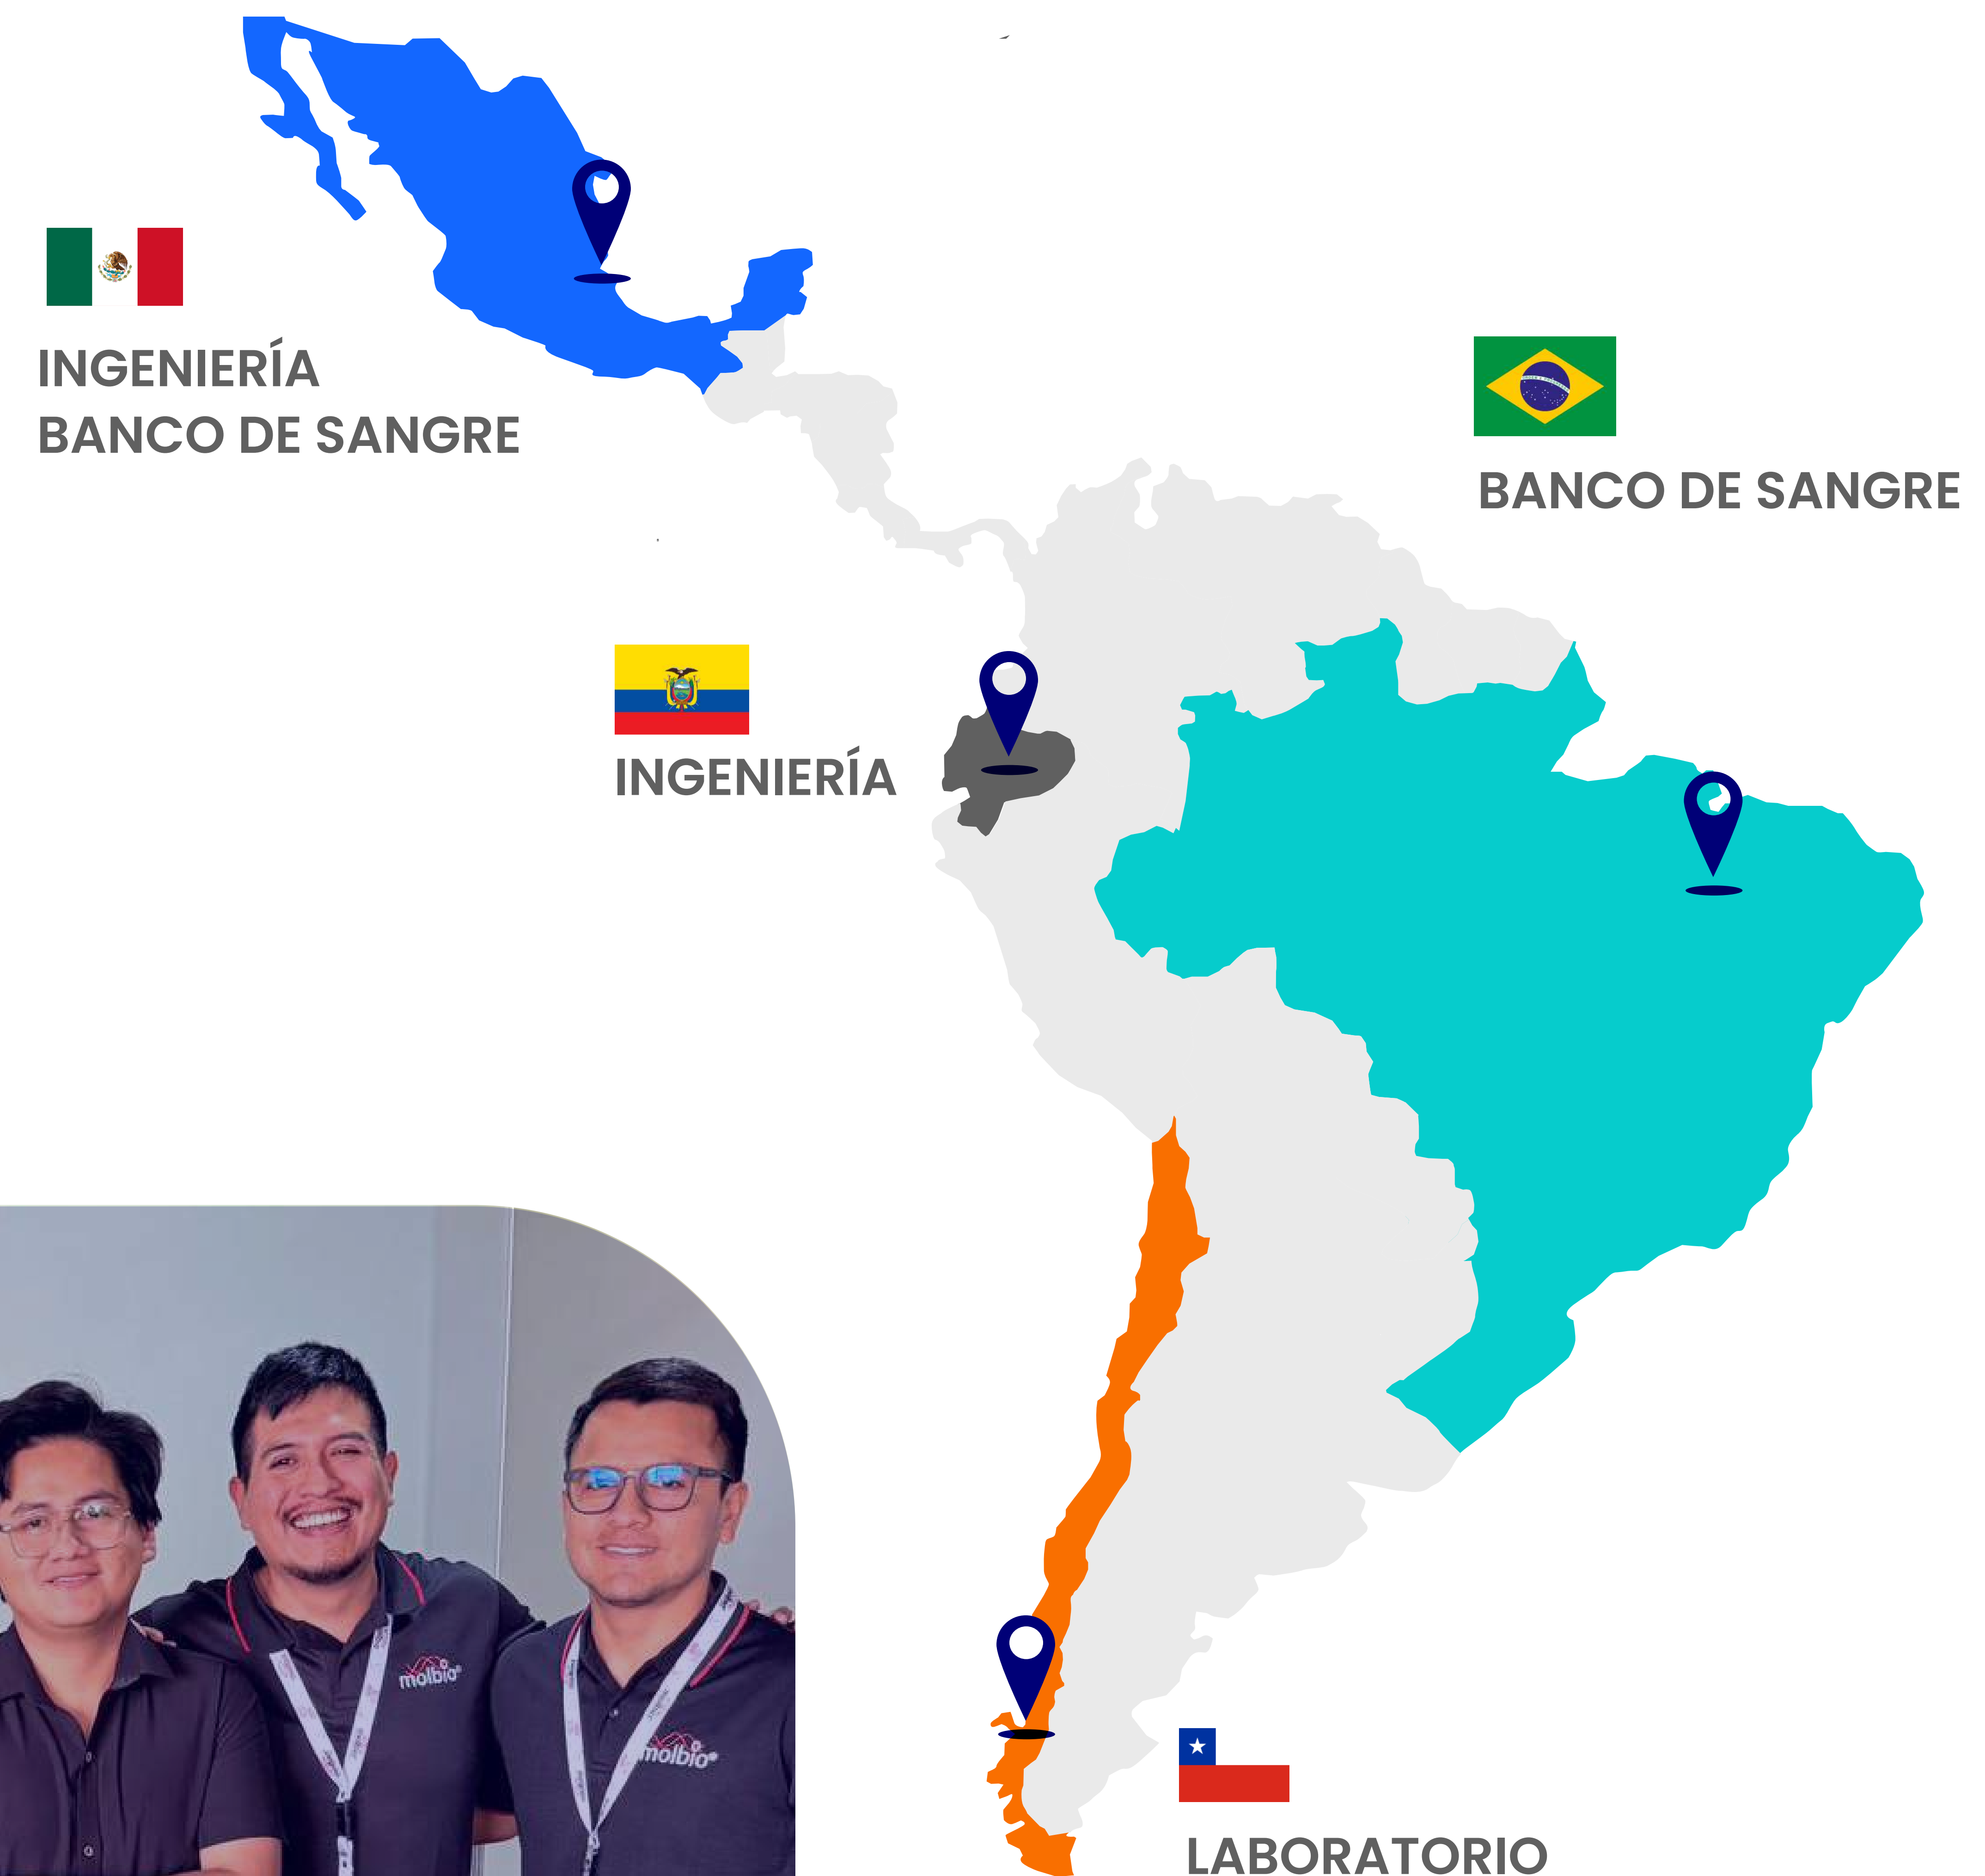 INGENIERÍA
BANCO DE SANGRE
BANCO DE SANGRE
INGENIERÍA
molbio
molbio
LABORATORIO